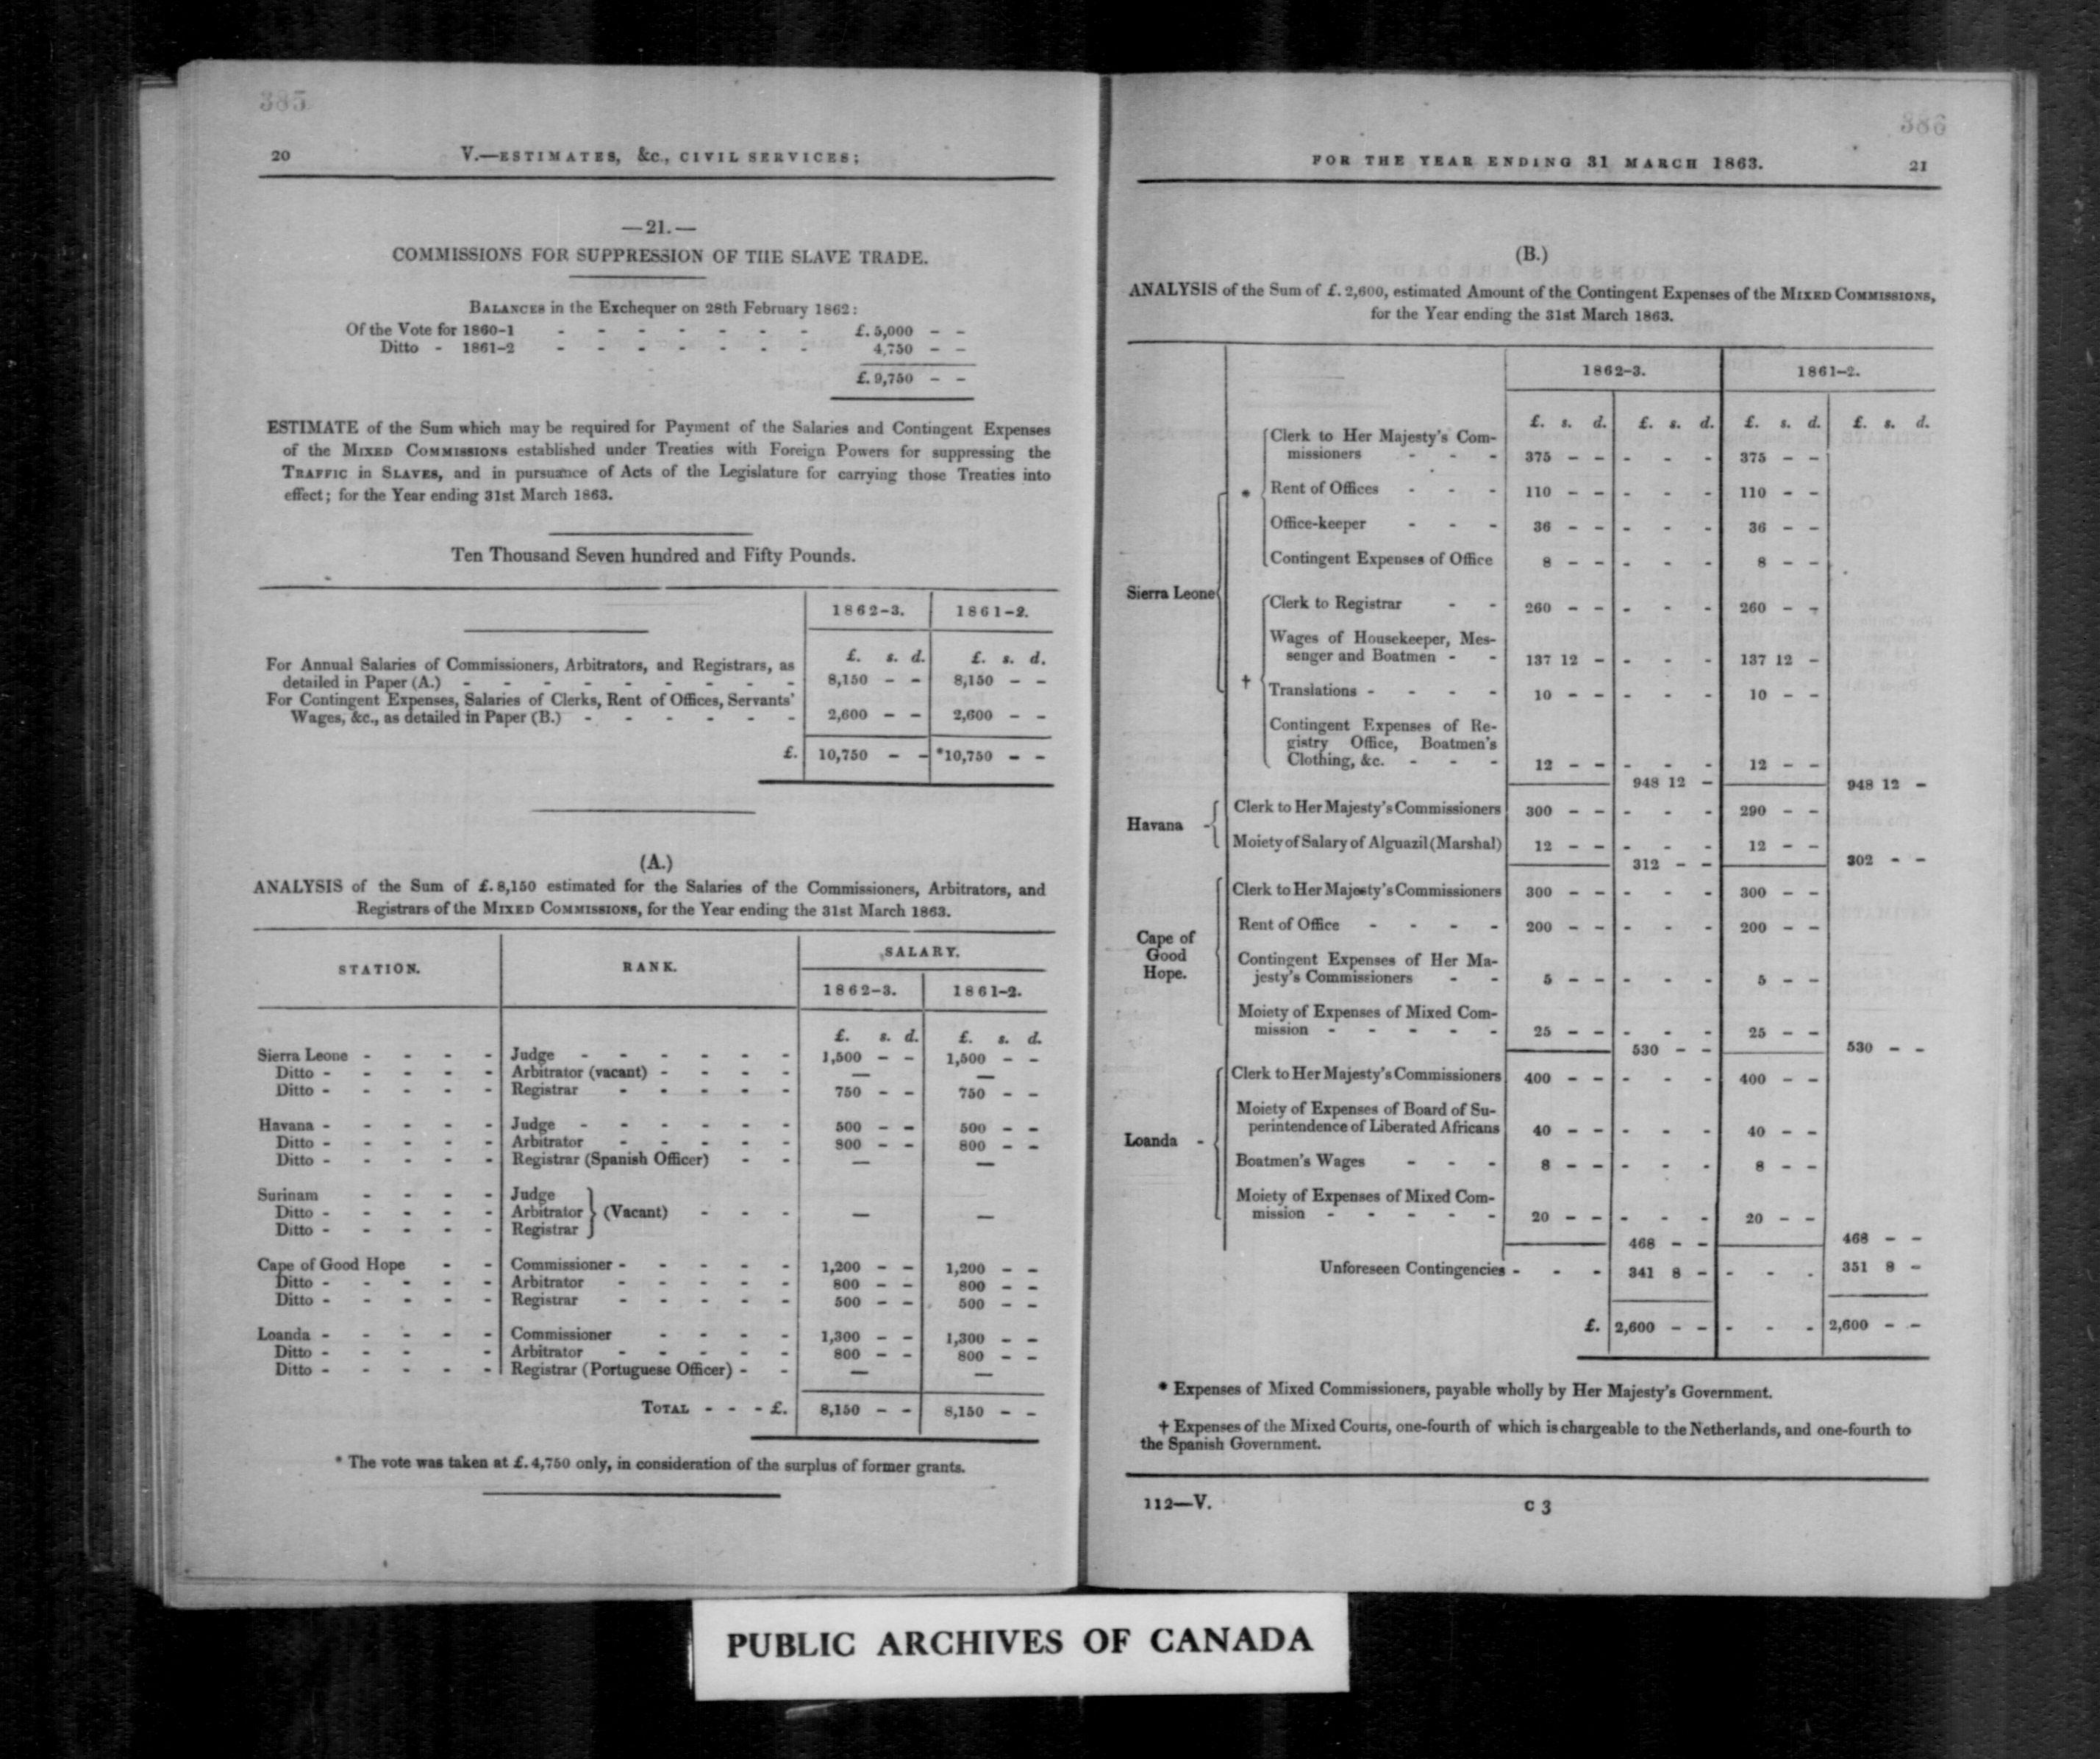 385
20 V.—ESTIMATES, &c., CIVIL SERVICES;
—21.—
COMMISSIONS FOR SUPPRESSION OF THE SLAVE TRADE.
BALANCES in the Exchequer on 28th February 1862:
Of the Vote for 1860-1 - - - - - - - £. 5,000 - -
Ditto - 1861-2 - - - - - - - 4,750 - -
£. 9,750 - -
ESTIMATE of the Sum which may be required for Payment of the Salaries and Contingent Expenses
of the MIXED COMMISSIONS established under Treaties with Foreign Powers for suppressing the
TRAFFIC in SLAVES, and in pursuance of Acts of the Legislature for carrying those Treaties into
effect; for the Year ending 31st March 1863.
Ten Thousand Seven hundred and Fifty Pounds.
1862-3. 1861-2.
£. s. d. £. s. d.
For Annual Salaries of Commissioners, Arbitrators, and Registrars, as
detailed in Paper (A.) - - - - - - - - - 8,150 - - 8,150 - -
For Contingent Expenses, Salaries of Clerks, Rent of Offices, Servants'
Wages, &c., as detailed in Paper (B.) - - - - - - 2,600 - - 2,600 - -
£. 10,750 - - *10,750 - -
(A.)
ANALYSIS of the Sum of £. 8,150 estimated for the Salaries of the Commissioners, Arbitrators, and
Registrars of the MIXED COMMISSIONS, for the Year ending the 31st March 1863.
STATION. RANK. SALARY.
1862-3. 1861-2.
£. s. d. £. s. d.
Sierra Leone - - - - Judge - - - - - - 1,500 - - 1,500 - -
Ditto - - - - - Arbitrator (vacant) - - - - — —
Ditto - - - - - Registrar - - - - - 750 - - 750 - -
Havana - - - - - Judge - - - - - - 500 - - 500 - -
Ditto - - - - - Arbitrator - - - - - 800 - - 800 - -
Ditto - - - - - Registrar (Spanish Officer) - - — —
Surinam - - - - Judge
Ditto - - - - - Arbitrator } (Vacant) - - - — —
Ditto - - - - - Registrar
Cape of Good Hope - - Commissioner - - - - - 1,200 - - 1,200 - -
Ditto - - - - - Arbitrator - - - - - 800 - - 800 - -
Ditto - - - - - Registrar - - - - - 500 - - 500 - -
Loanda - - - - - Commissioner - - - - 1,300 - - 1,300 - -
Ditto - - - - Arbitrator - - - - - 800 - - 800 - -
Ditto - - - - - Registrar (Portuguese Officer) - - — —
TOTAL - - - £. 8,150 - - 8,150 - -
* The vote was taken at £. 4,750 only, in consideration of the surplus of former grants.
386
FOR THE YEAR ENDING 31 MARCH 1863. 21
(B.)
ANALYSIS of the Sum of £. 2,600, estimated Amount of the Contingent Expenses of the MIXED COMMISSIONS,
for the Year ending the 31st March 1863.
1862-3. 1861-2.
£. s. d. £. s. d. £. s. d. £. s. d.
Clerk to Her Majesty's Com-
missioners - - - 375 - - - - - 375 - -
* Rent of Offices - - - 110 - - - - - 110 - -
Office-keeper - - - 36 - - - - - 36 - -
Contingent Expenses of Office 8 - - - - - 8 - -
Sierra Leone
Clerk to Registrar - - 260 - - - - - 260 - -
Wages of Housekeeper, Mes-
senger and Boatmen - - 137 12 - - - - 137 12 -
† Translations - - - - 10 - - - - - 10 - -
Contingent Expenses of Re-
gistry Office, Boatmen's
Clothing, &c. - - - 12 - - - - - 12 - -
948 12 - 948 12 -
Clerk to Her Majesty's Commissioners 300 - - - - - 290 - -
Havana -
Moiety of Salary of Alguazil (Marshal) 12 - - - - - 12 - -
312 - - 302 - -
Clerk to Her Majesty's Commissioners 300 - - - - - 300 - -
Rent of Office - - - - 200 - - - - - 200 - -
Cape of
Good
Hope.
Contingent Expenses of Her Ma-
jesty's Commissioners - - 5 - - - - - 5 - -
Moiety of Expenses of Mixed Com-
mission - - - - - 25 - - - - - 25 - -
530 - - 530 - -
Clerk to Her Majesty's Commissioners 400 - - - - - 400 - -
Moiety of Expenses of Board of Su-
perintendence of Liberated Africans 40 - - - - - 40 - -
Loanda -
Boatmen's Wages - - - 8 - - - - - 8 - -
Moiety of Expenses of Mixed Com-
mission - - - - - 20 - - - - - 20 - -
468 - - 468 - -
Unforeseen Contingencies - - - 341 8 - - - - 351 8 -
£. 2,600 - - - - - 2,600 - -
* Expenses of Mixed Commissioners, payable wholly by Her Majesty's Government.
† Expenses of the Mixed Courts, one-fourth of which is chargeable to the Netherlands, and one-fourth to
the Spanish Government.
112—V. C 3
PUBLIC ARCHIVES OF CANADA